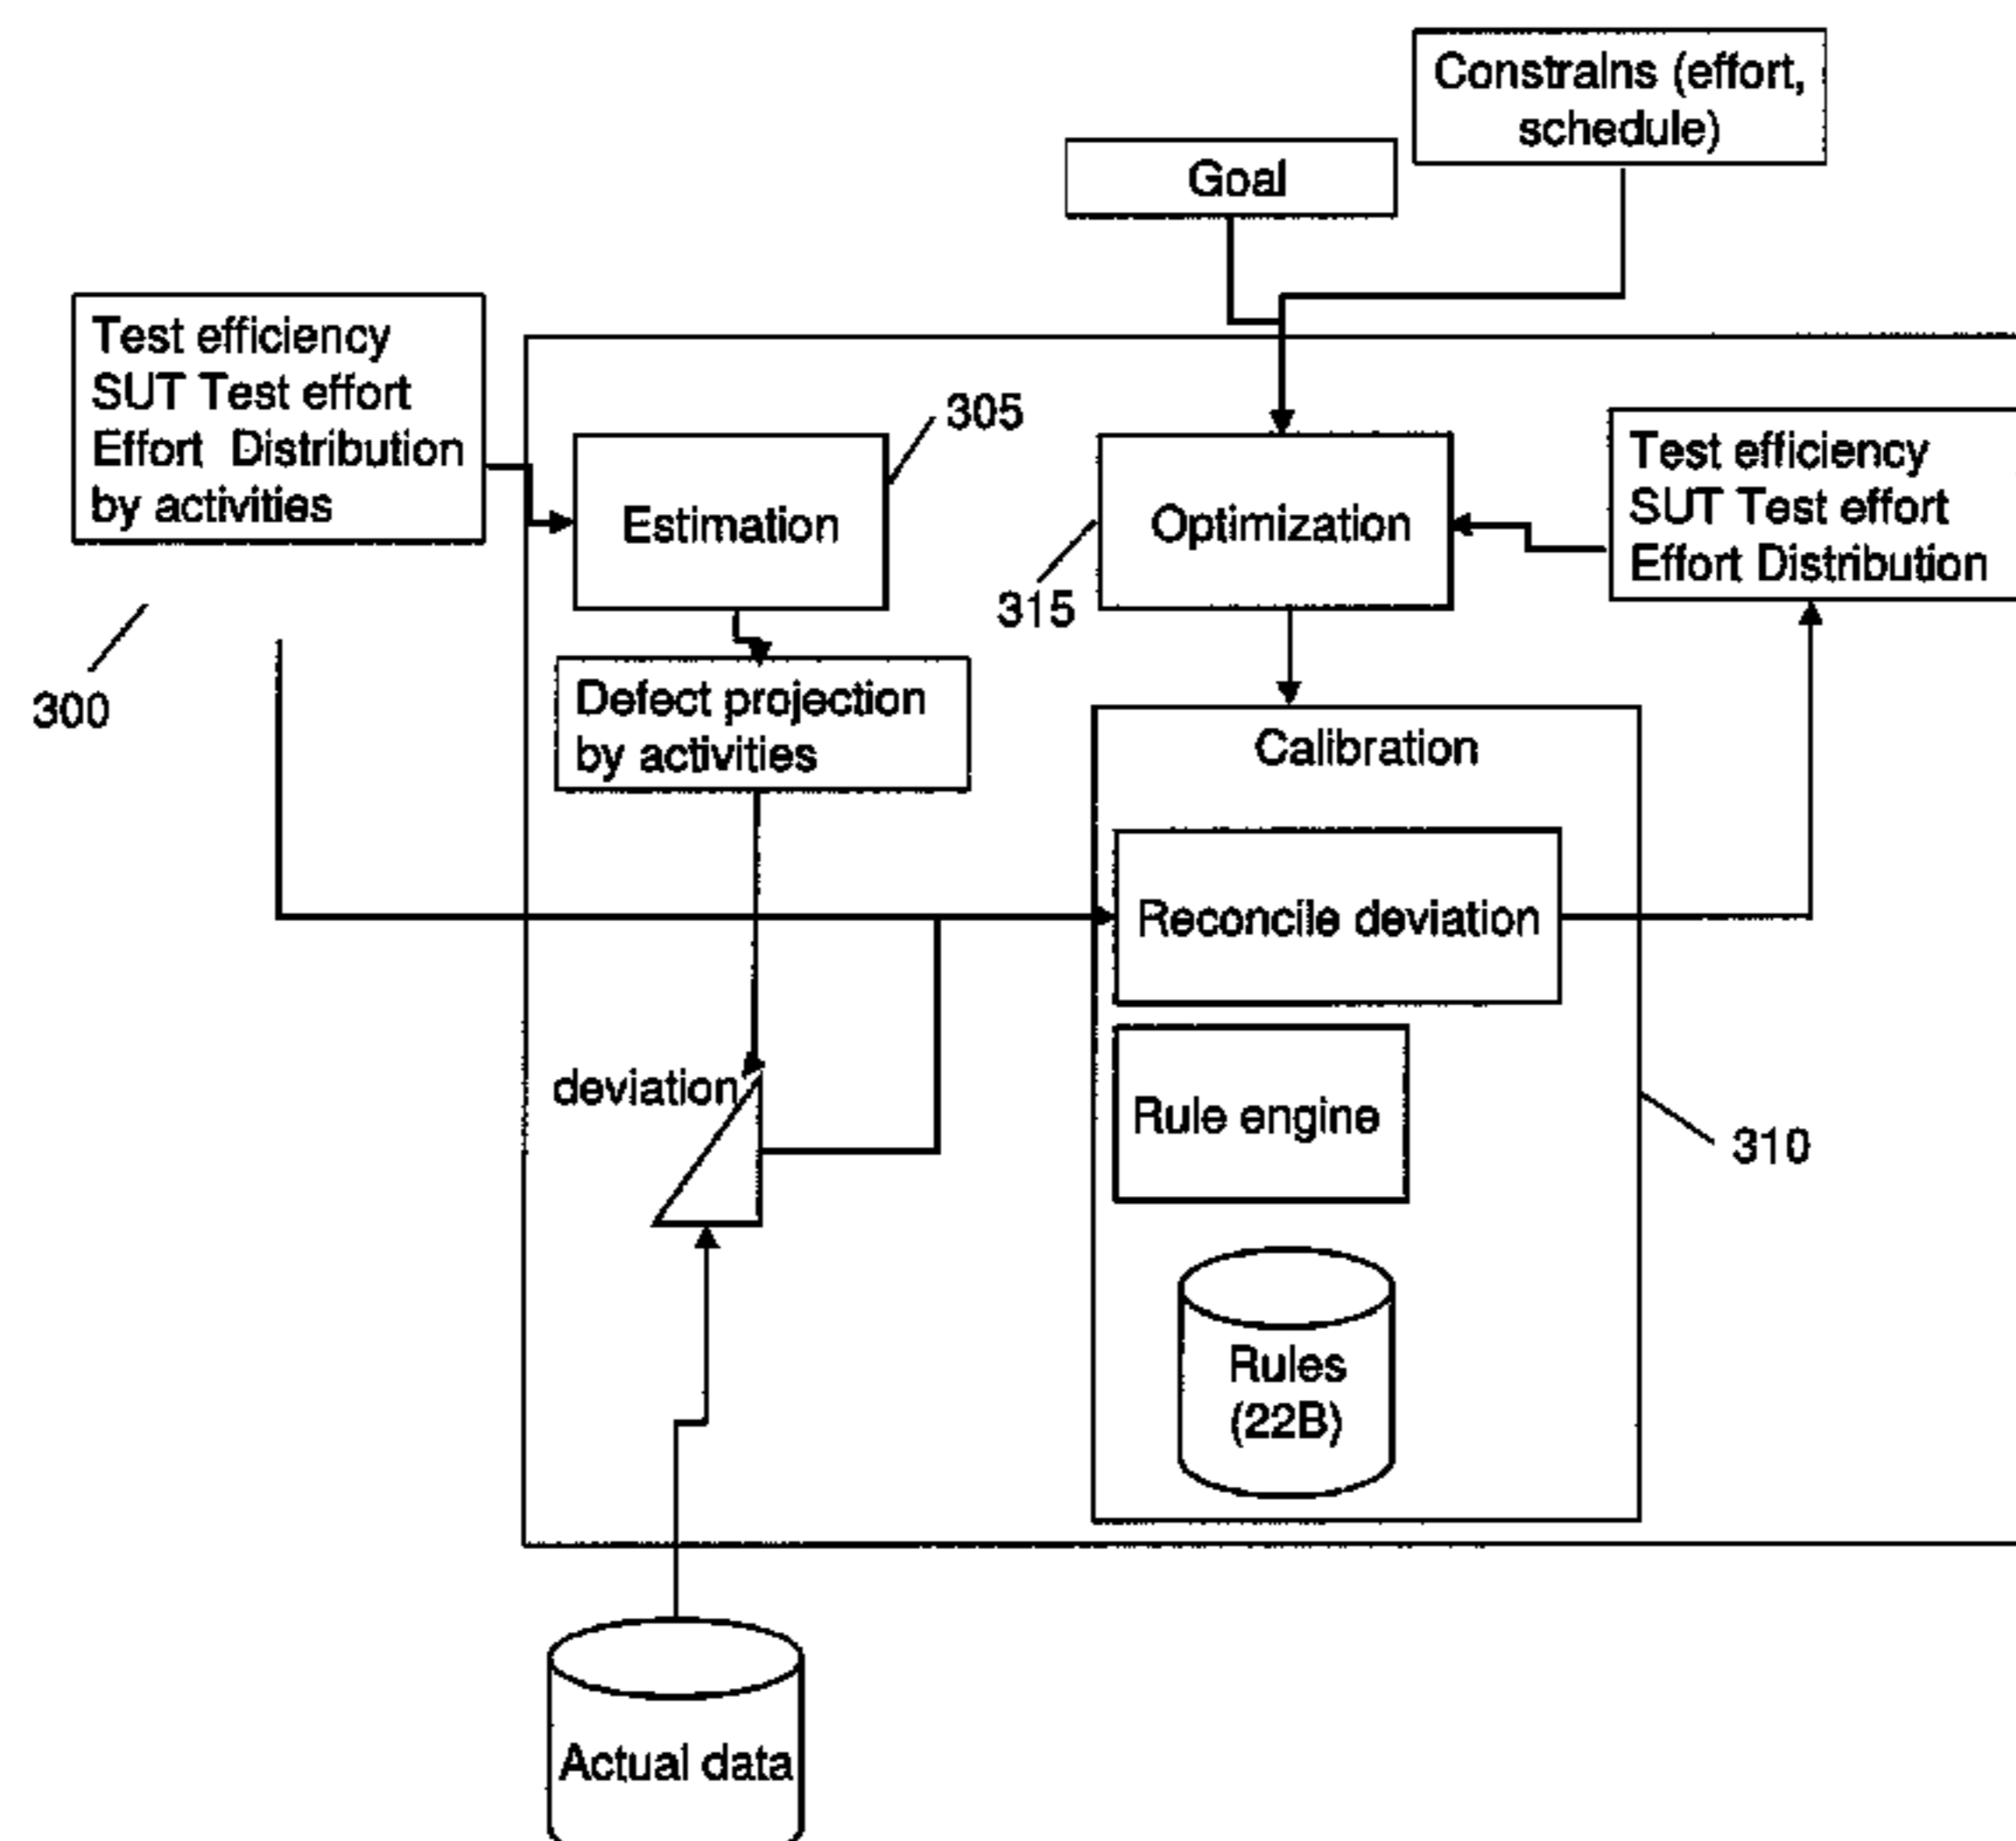 Constrains (effort,
schedule)
Goal
Test efficiency
SUT Test effort
Effort Distribution
by activities
300
Estimation
305
Optimization
315
Test efficiency
SUT Test effort
Effort Distribution
Defect projection
by activities
Calibration
Reconcile deviation
deviation
Rule engine
310
Rules
(22B)
Actual data